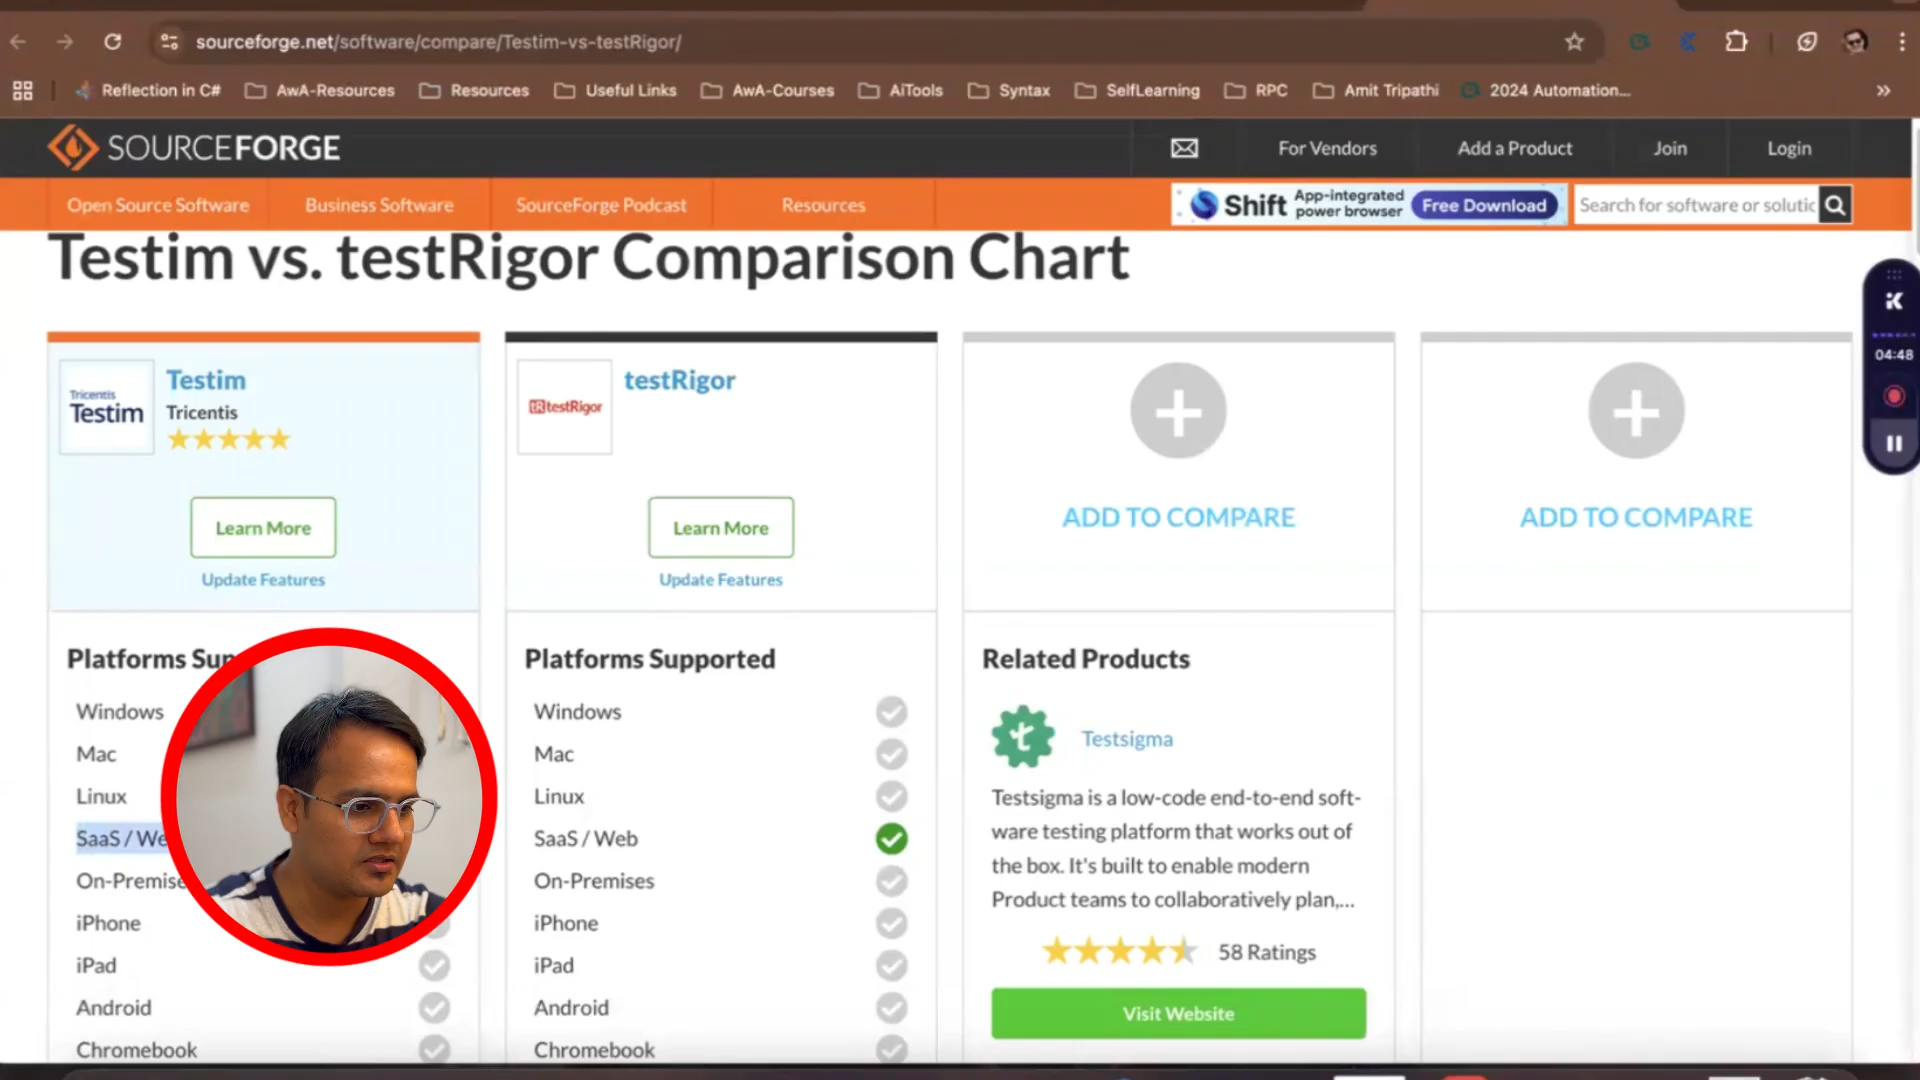 sourceforge.net/software/compare/Testim-vs-testRigor/
Reflection in C# AwA-Resources Resources Useful Links AwA-Courses AiTools Syntax SelfLearning RPC Amit Tripathi 2024 Automation... »
SOURCEFORGE For Vendors Add a Product Join Login
Open Source Software Business Software SourceForge Podcast Resources
Shift App-integrated power browser Free Download
Search for software or solutic
Testim vs. testRigor Comparison Chart
04:48
Tricentis
Testim
Testim
Tricentis
Learn More
Update Features
tR testRigor
testRigor
Learn More
Update Features
ADD TO COMPARE
ADD TO COMPARE
Platforms Sup
Windows
Mac
Linux
SaaS / We
On-Premise
iPhone
iPad
Android
Chromebook
Platforms Supported
Windows
Mac
Linux
SaaS / Web
On-Premises
iPhone
iPad
Android
Chromebook
Related Products
Testsigma
Testsigma is a low-code end-to-end soft-
ware testing platform that works out of
the box. It's built to enable modern
Product teams to collaboratively plan,...
58 Ratings
Visit Website